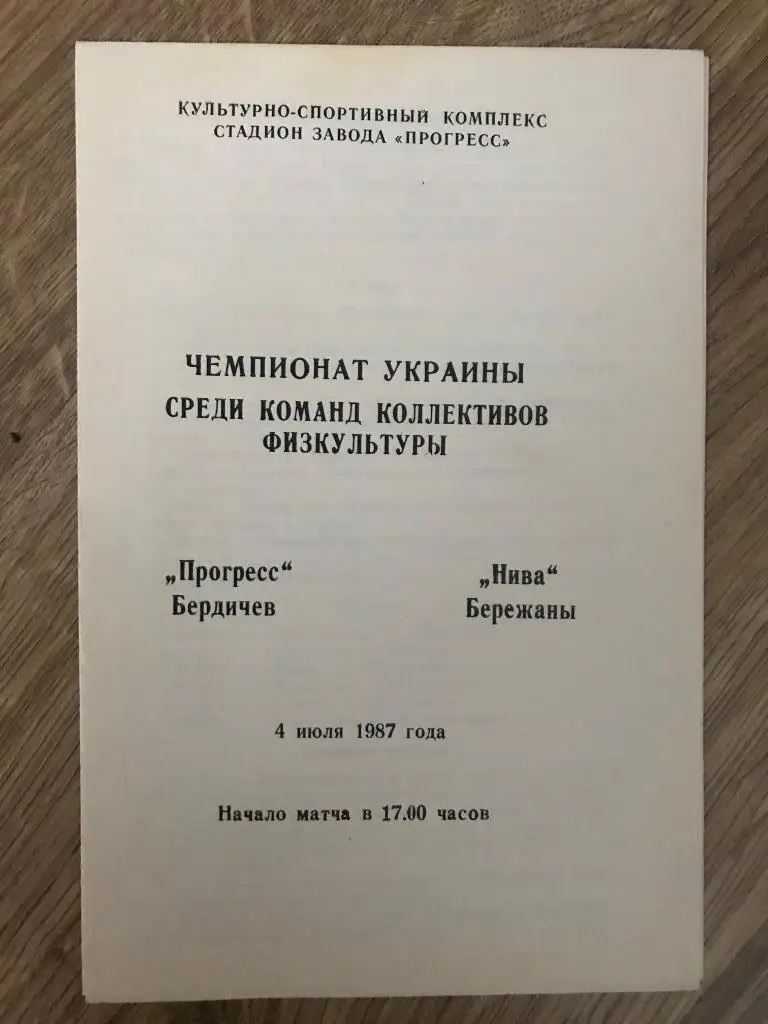 КУЛЬТУРНО-СПОРТИВНЫЙ КОМПЛЕКС
СТАДИОН ЗАВОДА «ПРОГРЕСС»
ЧЕМПИОНАТ УКРАИНЫ
СРЕДИ КОМАНД КОЛЛЕКТИВОВ
ФИЗКУЛЬТУРЫ
„Прогресс“ „Нива“
Бердичев Бережаны
4 июля 1987 года
Начало матча в 17.00 часов